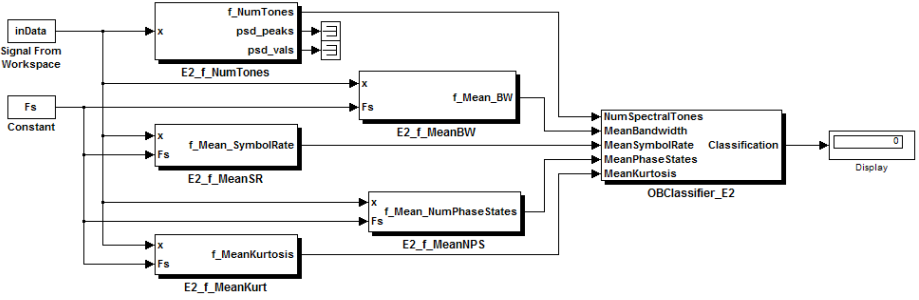 inData
Signal From
Workspace
x
f_NumTones
psd_peaks
psd_vals
E2_f_NumTones
Fs
Constant
x
Fs
f_Mean_BW
E2_f_MeanBW
x
Fs
f_Mean_SymbolRate
E2_f_MeanSR
x
Fs
f_Mean_NumPhaseStates
E2_f_MeanNPS
x
Fs
f_MeanKurtosis
E2_f_MeanKurt
NumSpectralTones
MeanBandwidth
MeanSymbolRate
MeanPhaseStates
MeanKurtosis
Classification
OBClassifier_E2
0
Display